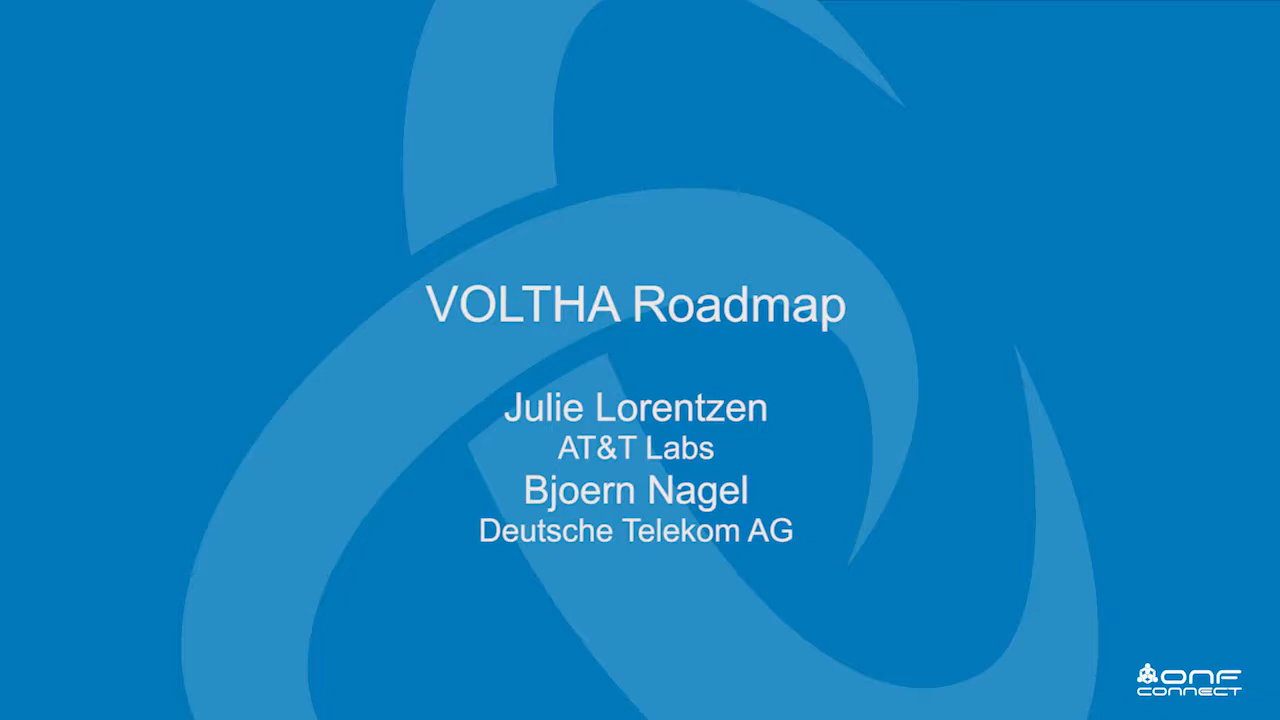 VOLTHA Roadmap
Julie Lorentzen
AT&T Labs
Bjoern Nagel
Deutsche Telekom AG
ONF
CONNECT